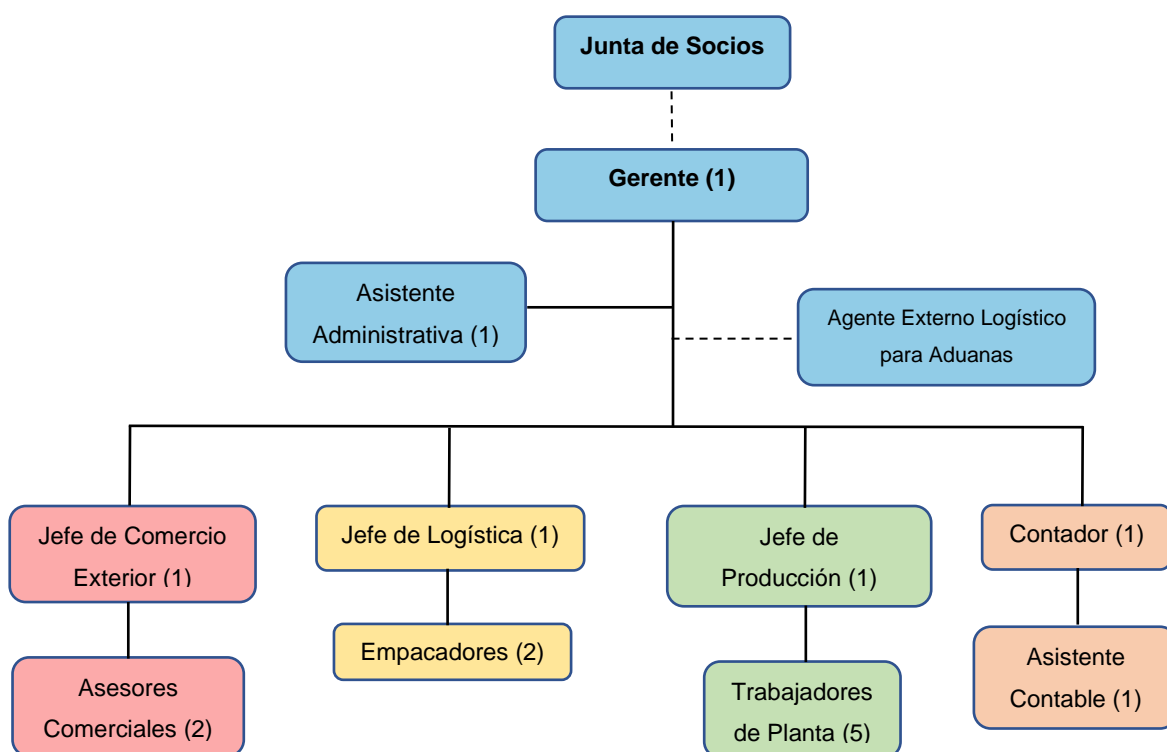 Junta de Socios
Gerente (1)
Asistente
Administrativa (1)
Agente Externo Logístico
para Aduanas
Jefe de Comercio
Exterior (1)
Jefe de Logística (1)
Jefe de
Producción (1)
Contador (1)
Asesores
Comerciales (2)
Empacadores (2)
Trabajadores
de Planta (5)
Asistente
Contable (1)